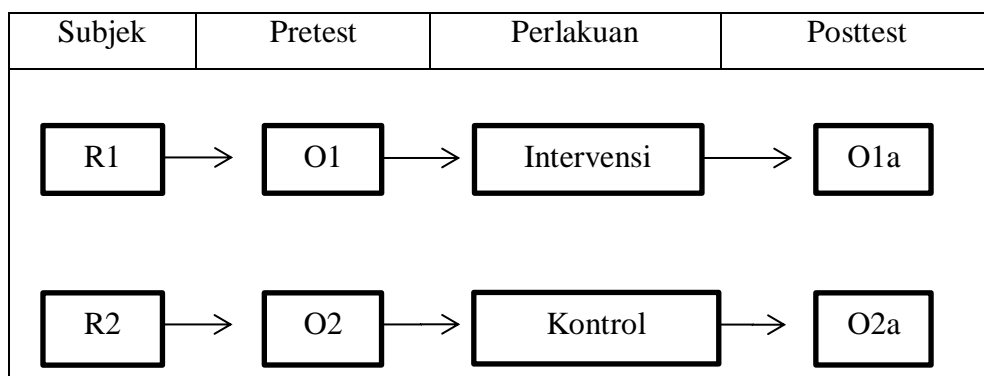 Subjek Pretest Perlakuan Posttest
R1 O1 Intervensi O1a
R2 O2 Kontrol O2a